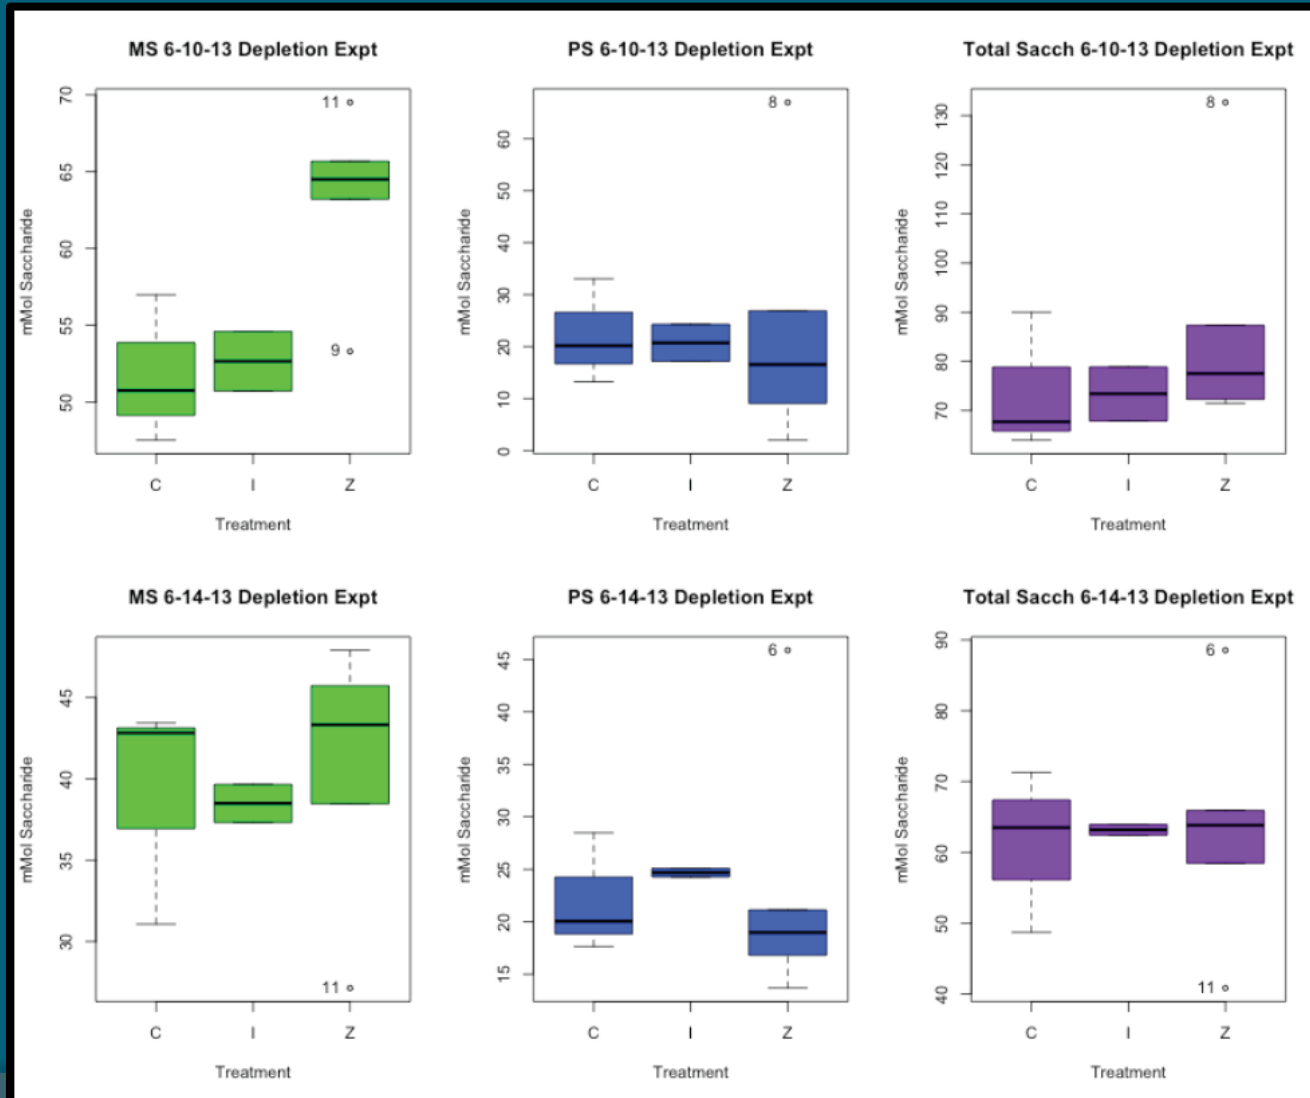 MS 6-10-13 Depletion Expt
mMol Saccharide
70
65
60
55
50
11
9
C I Z
Treatment
PS 6-10-13 Depletion Expt
mMol Saccharide
60
50
40
30
20
10
0
8
C I Z
Treatment
Total Sacch 6-10-13 Depletion Expt
mMol Saccharide
130
120
110
100
90
80
70
8
C I Z
Treatment
MS 6-14-13 Depletion Expt
mMol Saccharide
45
40
35
30
11
C I Z
Treatment
PS 6-14-13 Depletion Expt
mMol Saccharide
45
40
35
30
25
20
15
6
C I Z
Treatment
Total Sacch 6-14-13 Depletion Expt
mMol Saccharide
90
80
70
60
50
40
6
11
C I Z
Treatment